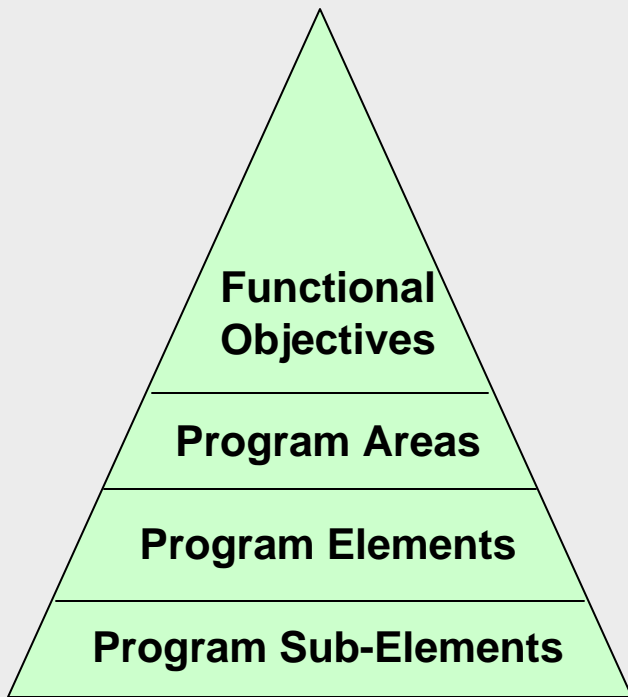 Functional
Objectives
Program Areas
Program Elements
Program Sub-Elements